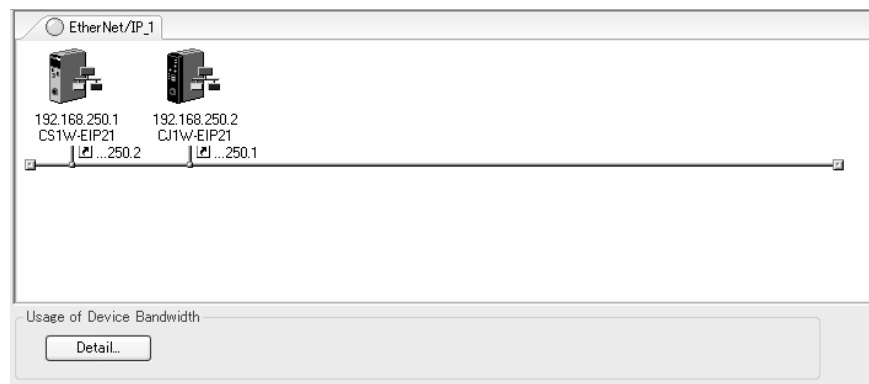 EtherNet/IP_1
192.168.250.1
CS1W-EIP21
...250.2
192.168.250.2
CJ1W-EIP21
...250.1
Usage of Device Bandwidth
Detail...